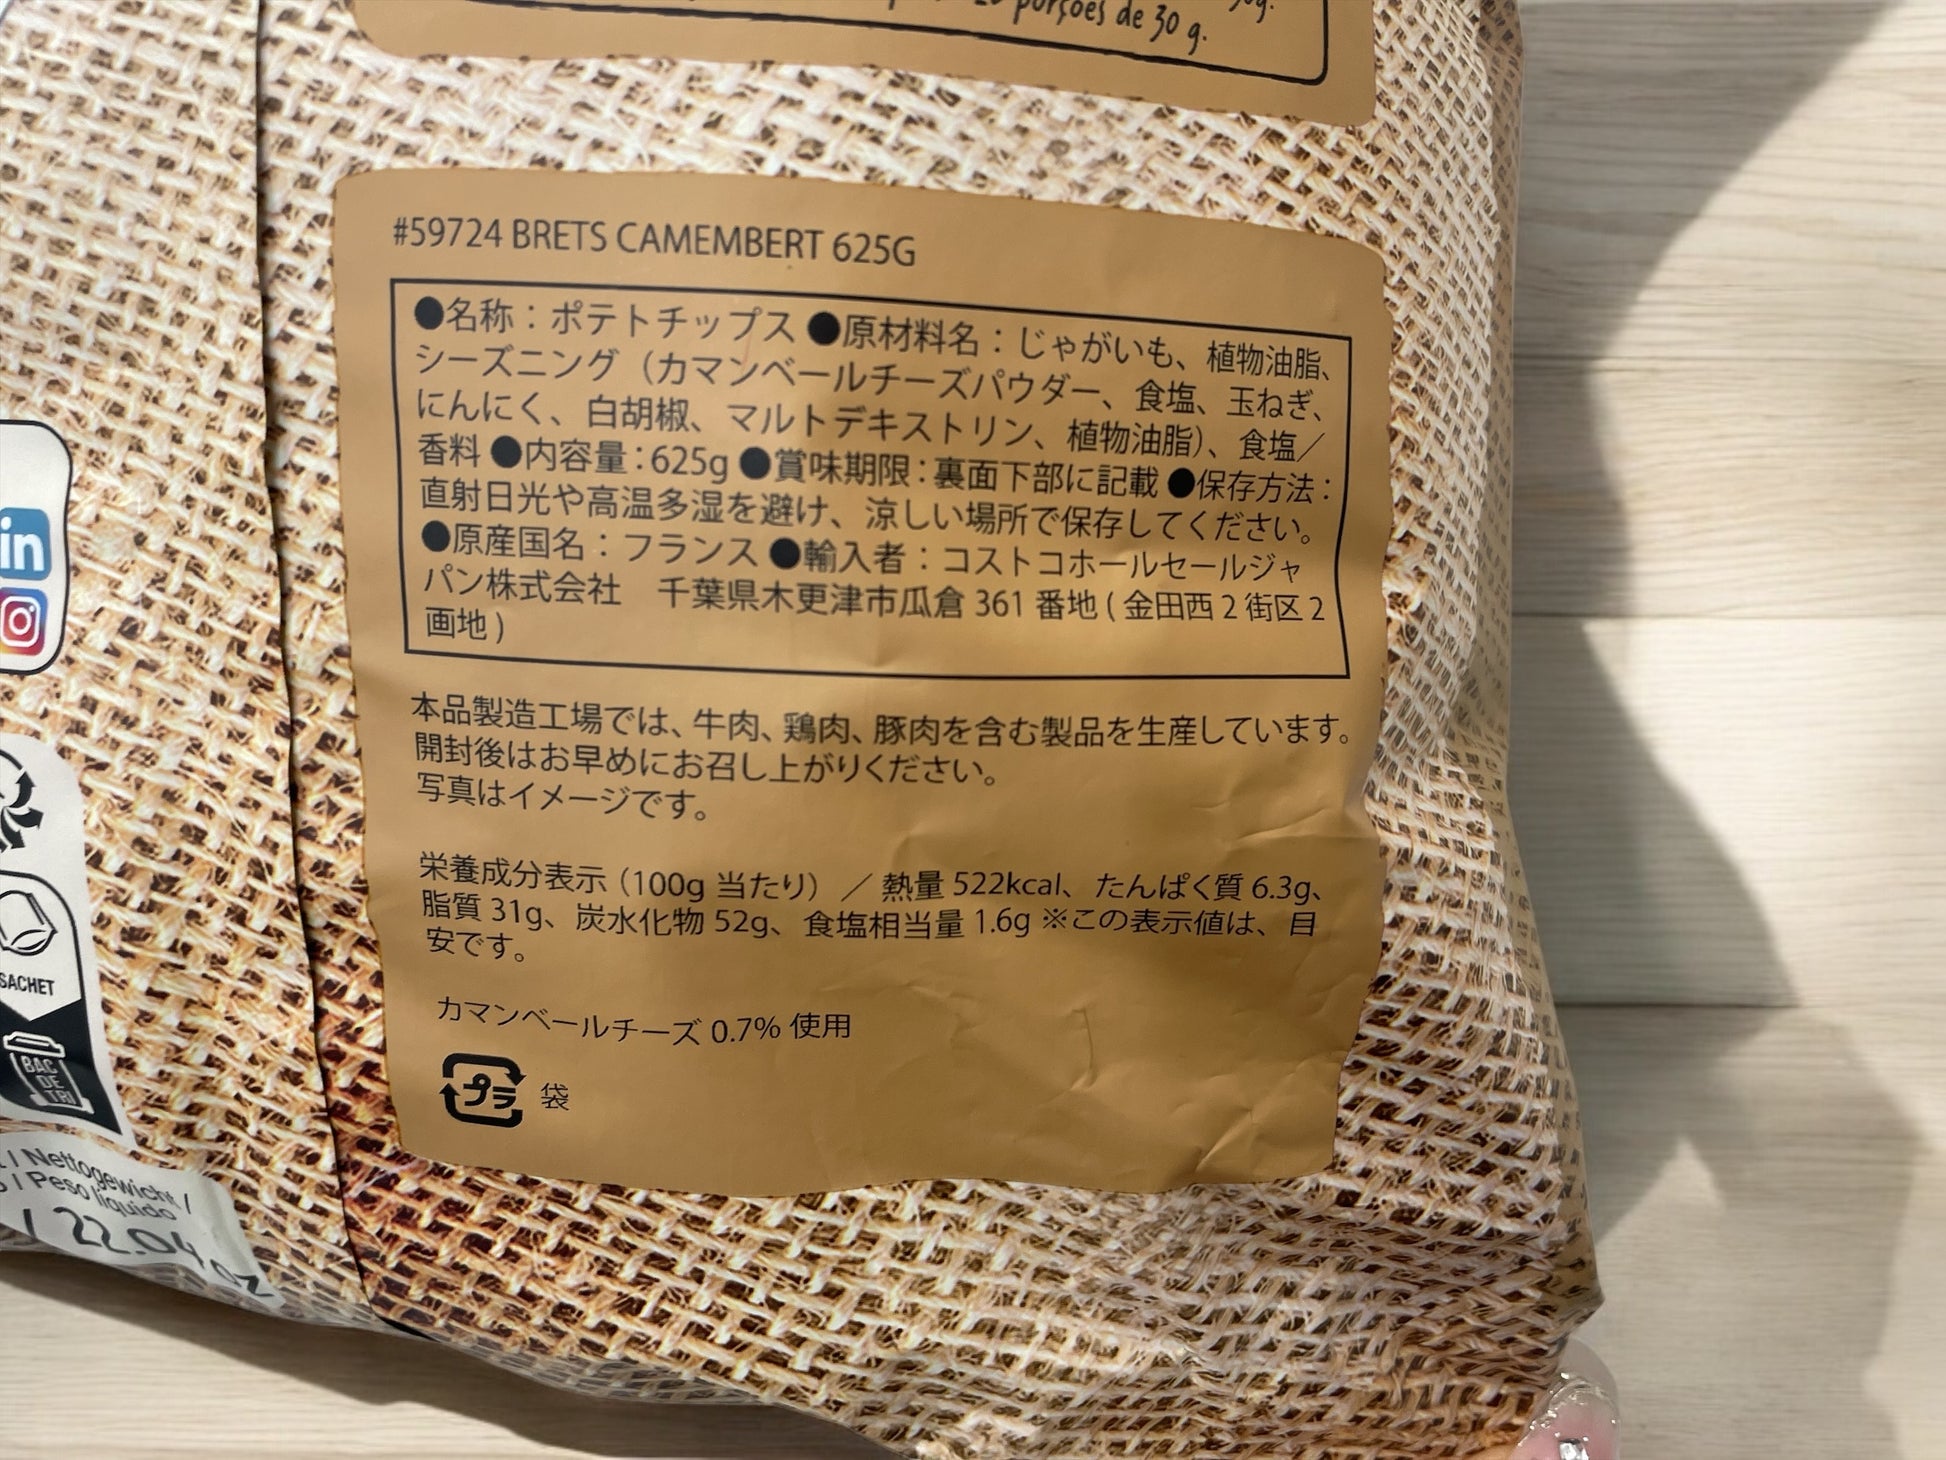 porções de 30 g.
#59724 BRETS CAMEMBERT 625G
●名称：ポテトチップス ●原材料名：じゃがいも、植物油脂、
シーズニング（カマンベールチーズパウダー、食塩、玉ねぎ、
にんにく、白胡椒、マルトデキストリン、植物油脂）、食塩／
香料 ●内容量：625g ●賞味期限：裏面下部に記載 ●保存方法：
直射日光や高温多湿を避け、涼しい場所で保存してください。
●原産国名：フランス ●輸入者：コストコホールセールジャ
パン株式会社　千葉県木更津市瓜倉 361 番地 ( 金田西 2 街区 2
画地 )
本品製造工場では、牛肉、鶏肉、豚肉を含む製品を生産しています。
開封後はお早めにお召し上がりください。
写真はイメージです。
栄養成分表示（100g 当たり）／熱量 522kcal、たんぱく質 6.3g、
脂質 31g、炭水化物 52g、食塩相当量 1.6g ※この表示値は、目
安です。
カマンベールチーズ 0.7% 使用
プラ 袋
in
SACHET
BAC
DE
TRI
/ Nettogewicht /
/ Peso líquido
/ 22.04 oz